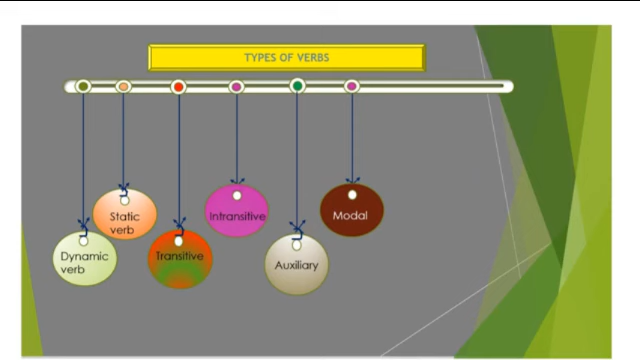 TYPES OF VERBS
Dynamic
verb
Static
verb
Transitive
Intransitive
Auxiliary
Modal